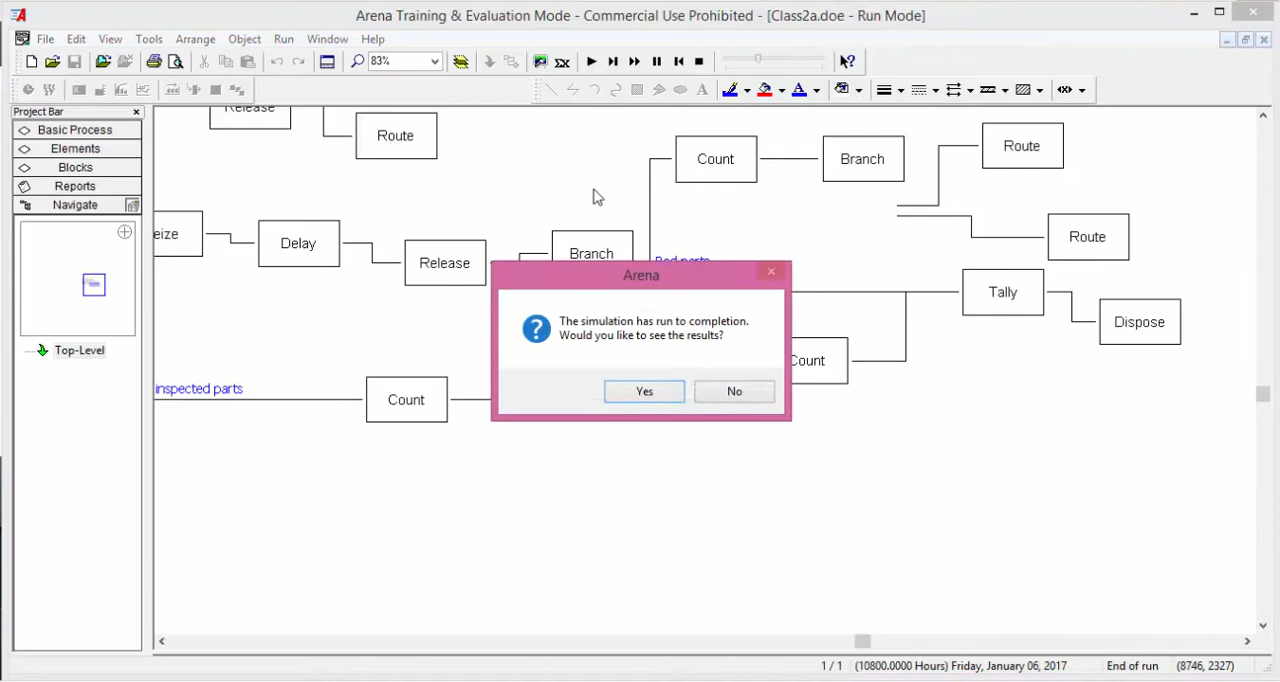 Arena Training & Evaluation Mode - Commercial Use Prohibited - [Class2a.doe - Run Mode]
File Edit View Tools Arrange Object Run Window Help
83%
Project Bar
Basic Process
Elements
Blocks
Reports
Navigate
Top-Level
Release
Route
Count
Branch
Route
eize
Delay
Release
Branch
Route
Bad parts
Tally
Dispose
Count
inspected parts
Count
Arena
The simulation has run to completion.
Would you like to see the results?
Yes No
1 / 1 (10800.0000 Hours) Friday, January 06, 2017 End of run (8746, 2327)